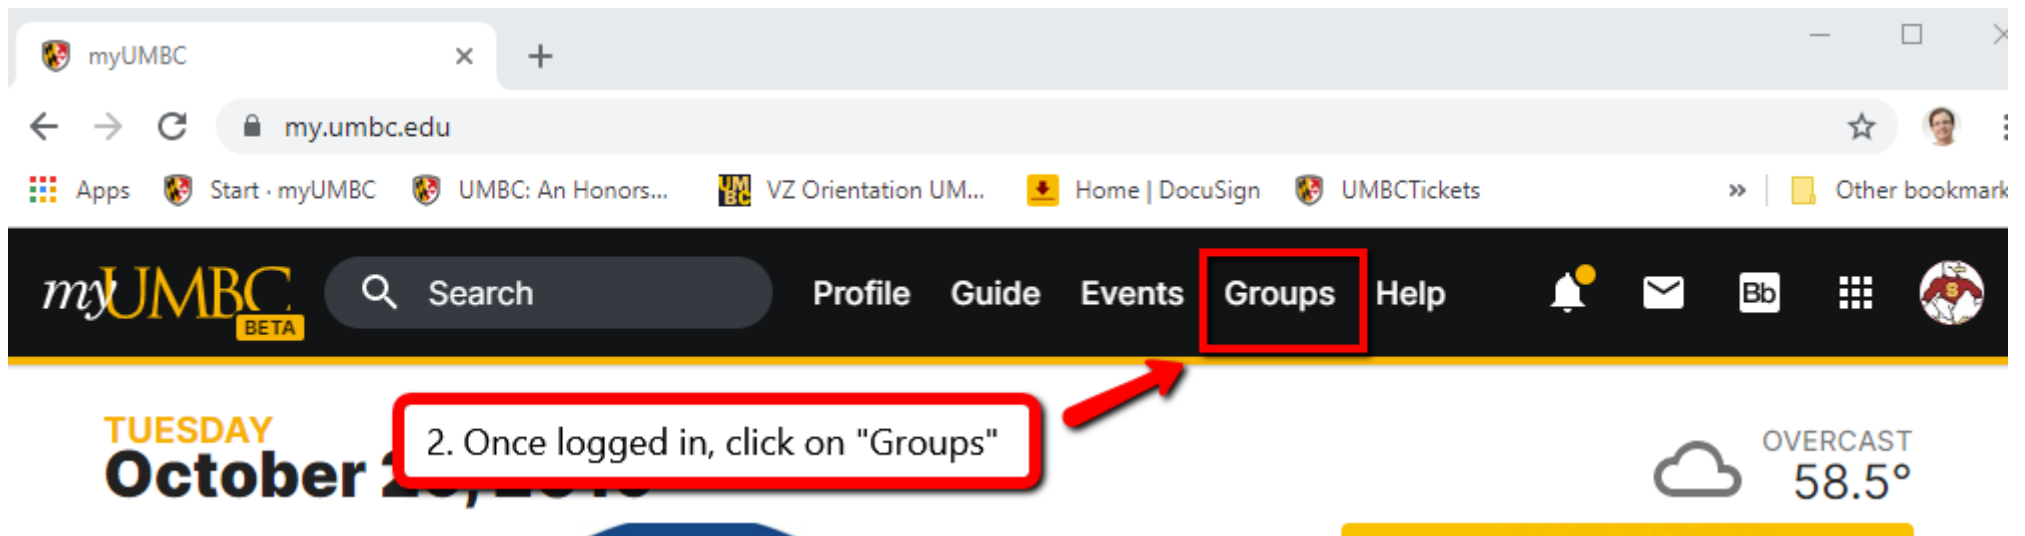 myUMBC
my.umbc.edu
Apps Start · myUMBC UMBC: An Honors... VZ Orientation UM... Home | DocuSign UMBCTickets » Other bookmark
myUMBC BETA Search Profile Guide Events Groups Help Bb
TUESDAY
October
2. Once logged in, click on "Groups"
OVERCAST
58.5°